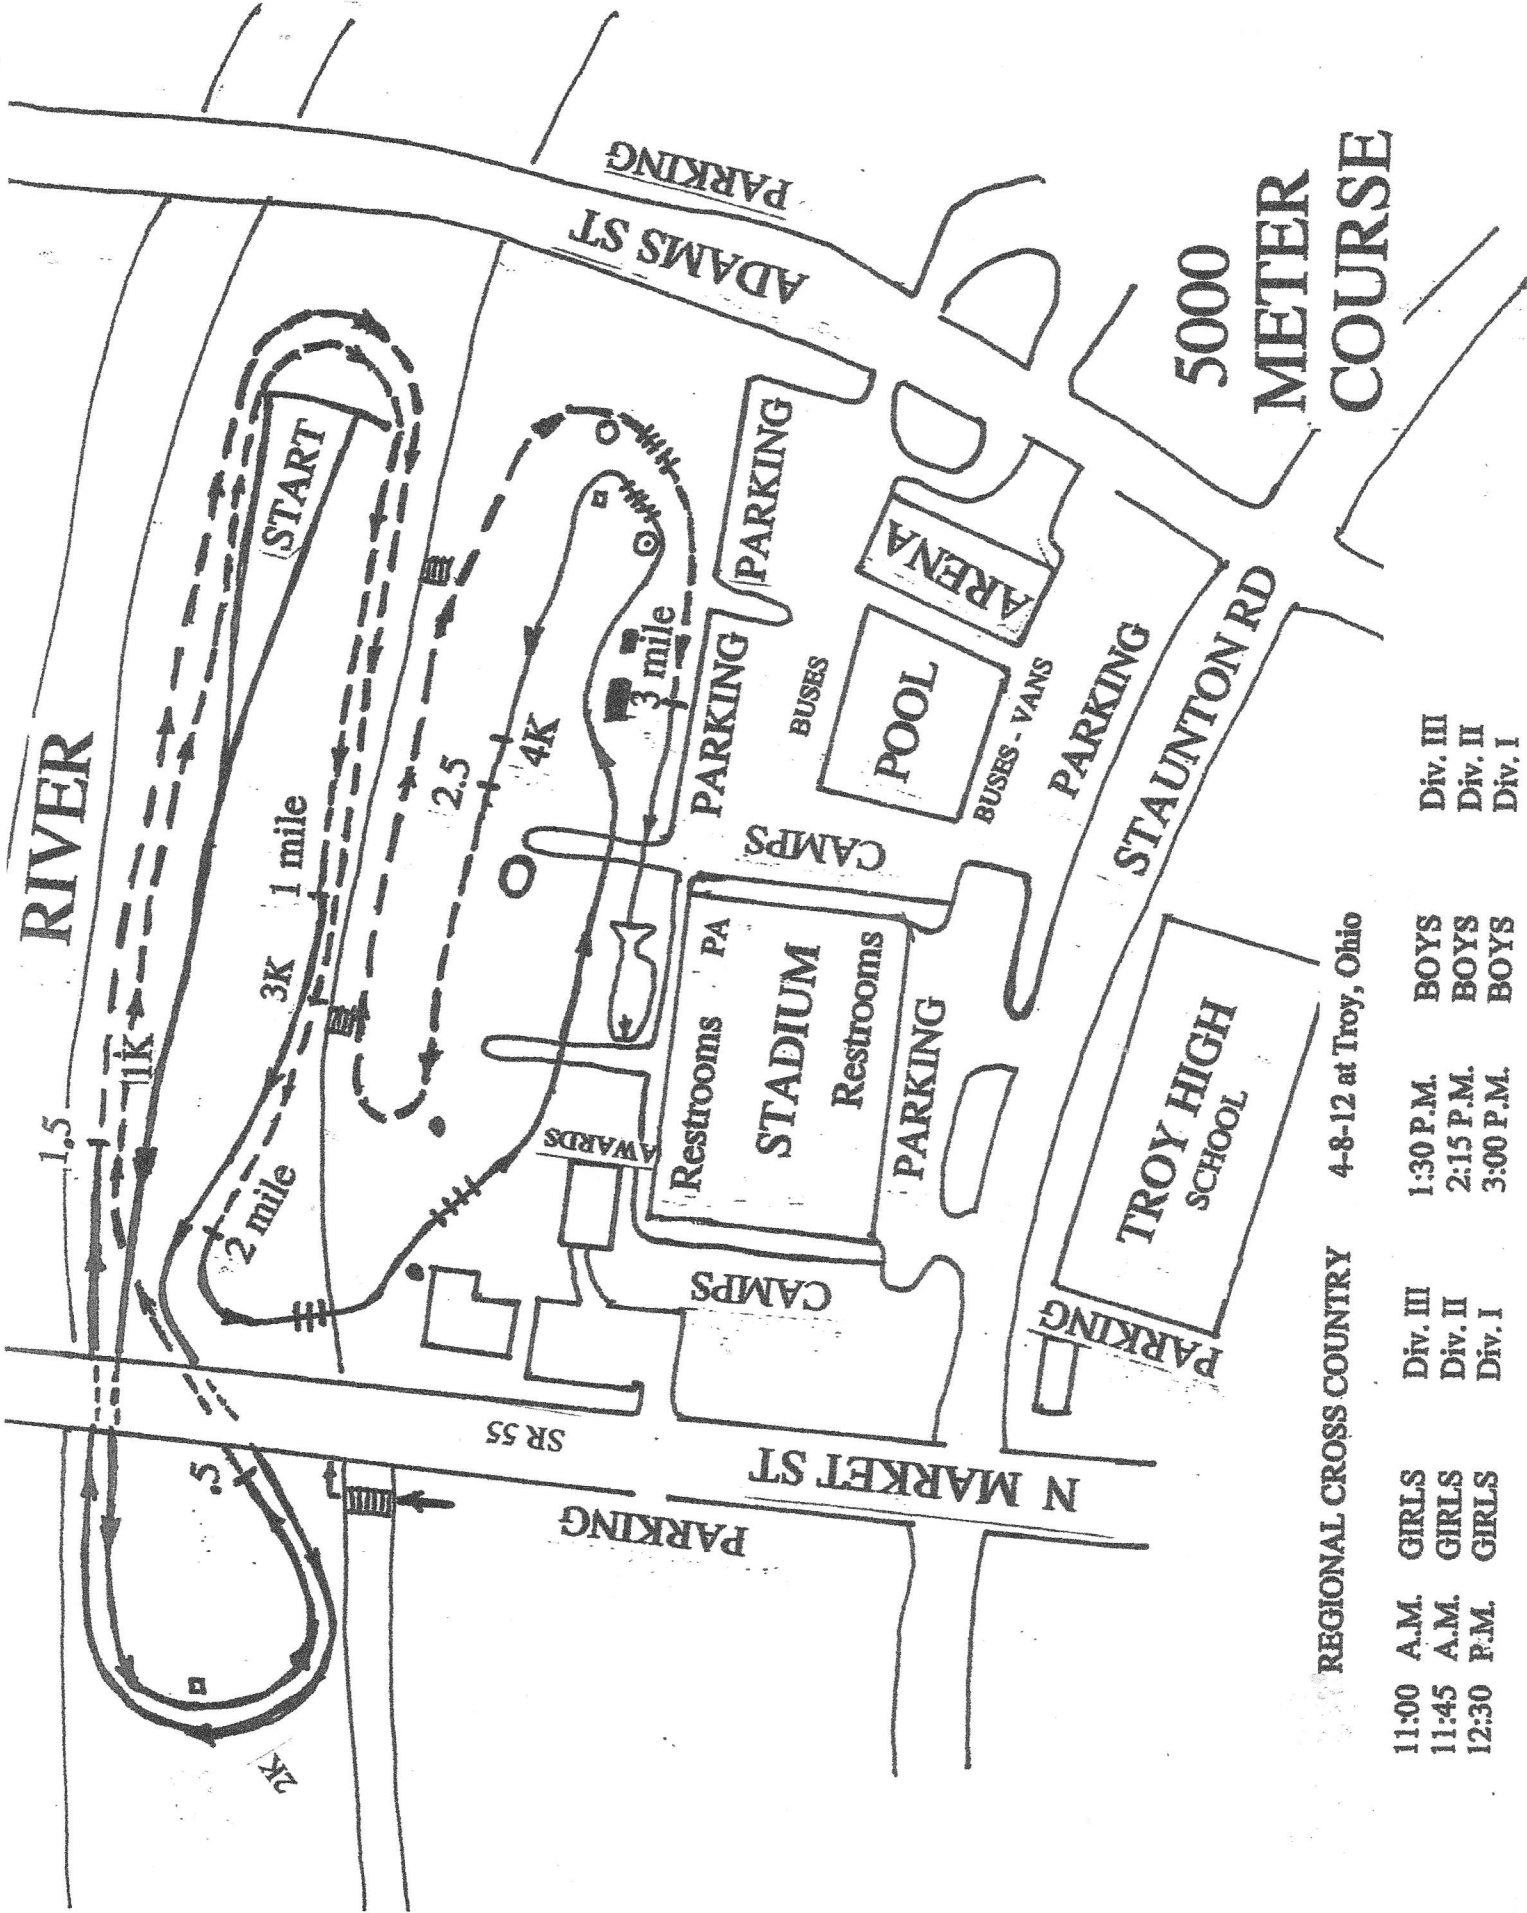 RIVER
1.5
1K
START
1 mile
3K
2 mile
.5
2K
2.5
4K
3 mile
ADAMS ST
PARKING
PARKING
PARKING
BUSES
ARENA
POOL
BUSES - VANS
PARKING
STAUNTON RD
CAMPS
Restrooms PA
STADIUM
Restrooms
AWARDS
PARKING
CAMPS
SR 55
N MARKET ST
PARKING
TROY HIGH
SCHOOL
PARKING
5000
METER
COURSE
REGIONAL CROSS COUNTRY 4-8-12 at Troy, Ohio
11:00 A.M. GIRLS Div. III 1:30 P.M. BOYS Div. III
11:45 A.M. GIRLS Div. II 2:15 P.M. BOYS Div. II
12:30 P.M. GIRLS Div. I 3:00 P.M. BOYS Div. I